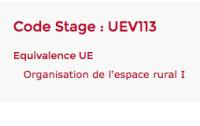 Code Stage : UEV113
Equivalence UE
Organisation de l'espace rural I